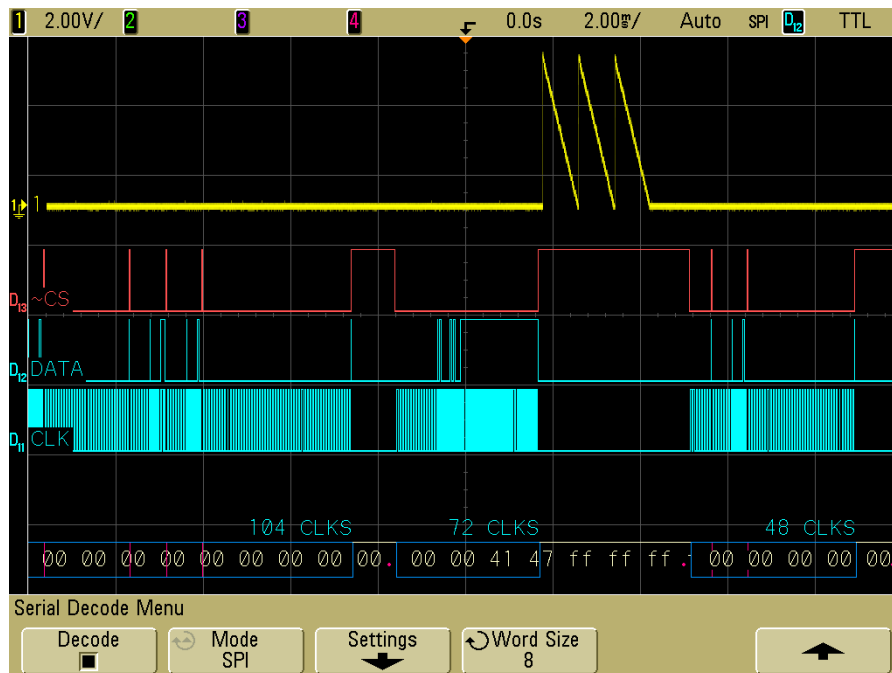 1 2.00V/ 2 3 4 0.0s 2.00ms/ Auto SPI D12 TTL
1 1
D13 ~CS
D12 DATA
D11 CLK
104 CLKS 72 CLKS 48 CLKS
00 00 00 00 00 00 00 00 00 00. 00 00 41 47 ff ff ff . 00 00 00 00 00
Serial Decode Menu
Decode Mode Settings Word Size
SPI 8